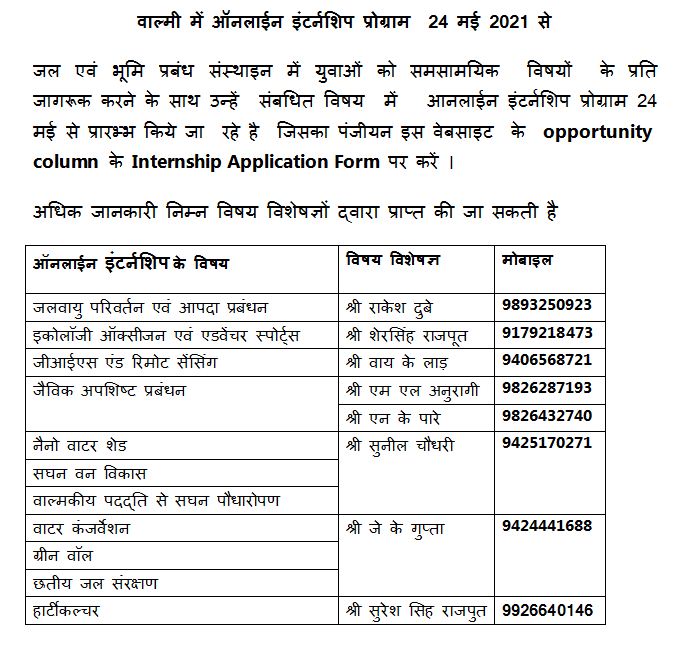 वाल्मी में ऑनलाईन इंटर्नशिप प्रोग्राम 24 मई 2021 से
जल एवं भूमि प्रबंध संस्थाइन में युवाओं को समसामयिक विषयों के प्रति
जागरूक करने के साथ उन्हें संबधित विषय में आनलाईन इंटर्नशिप प्रोग्राम 24
मई से प्रारम्भ किये जा रहे है जिसका पंजीयन इस वेबसाइट के opportunity
column के Internship Application Form पर करें ।
अधिक जानकारी निम्न विषय विशेषज्ञों द्वारा प्राप्त की जा सकती है
ऑनलाईन इंटर्नशिप के विषय विषय विशेषज्ञ मोबाइल
जलवायु परिवर्तन एवं आपदा प्रबंधन श्री राकेश दुबे 9893250923
इकोलॉजी ऑक्सीजन एवं एडवेंचर स्पोर्ट्स श्री शेरसिंह राजपूत 9179218473
जीआईएस एंड रिमोट सेंसिंग श्री वाय के लाड़ 9406568721
जैविक अपशिष्ट प्रबंधन श्री एम एल अनुरागी 9826287193
श्री एन के पारे 9826432740
नैनो वाटर शेड श्री सुनील चौधरी 9425170271
सघन वन विकास
वाल्मकीय पदद्ति से सघन पौधारोपण
वाटर कंजर्वेशन श्री जे के गुप्ता 9424441688
ग्रीन वॉल
छतीय जल संरक्षण
हार्टीकल्चर श्री सुरेश सिह राजपुत 9926640146